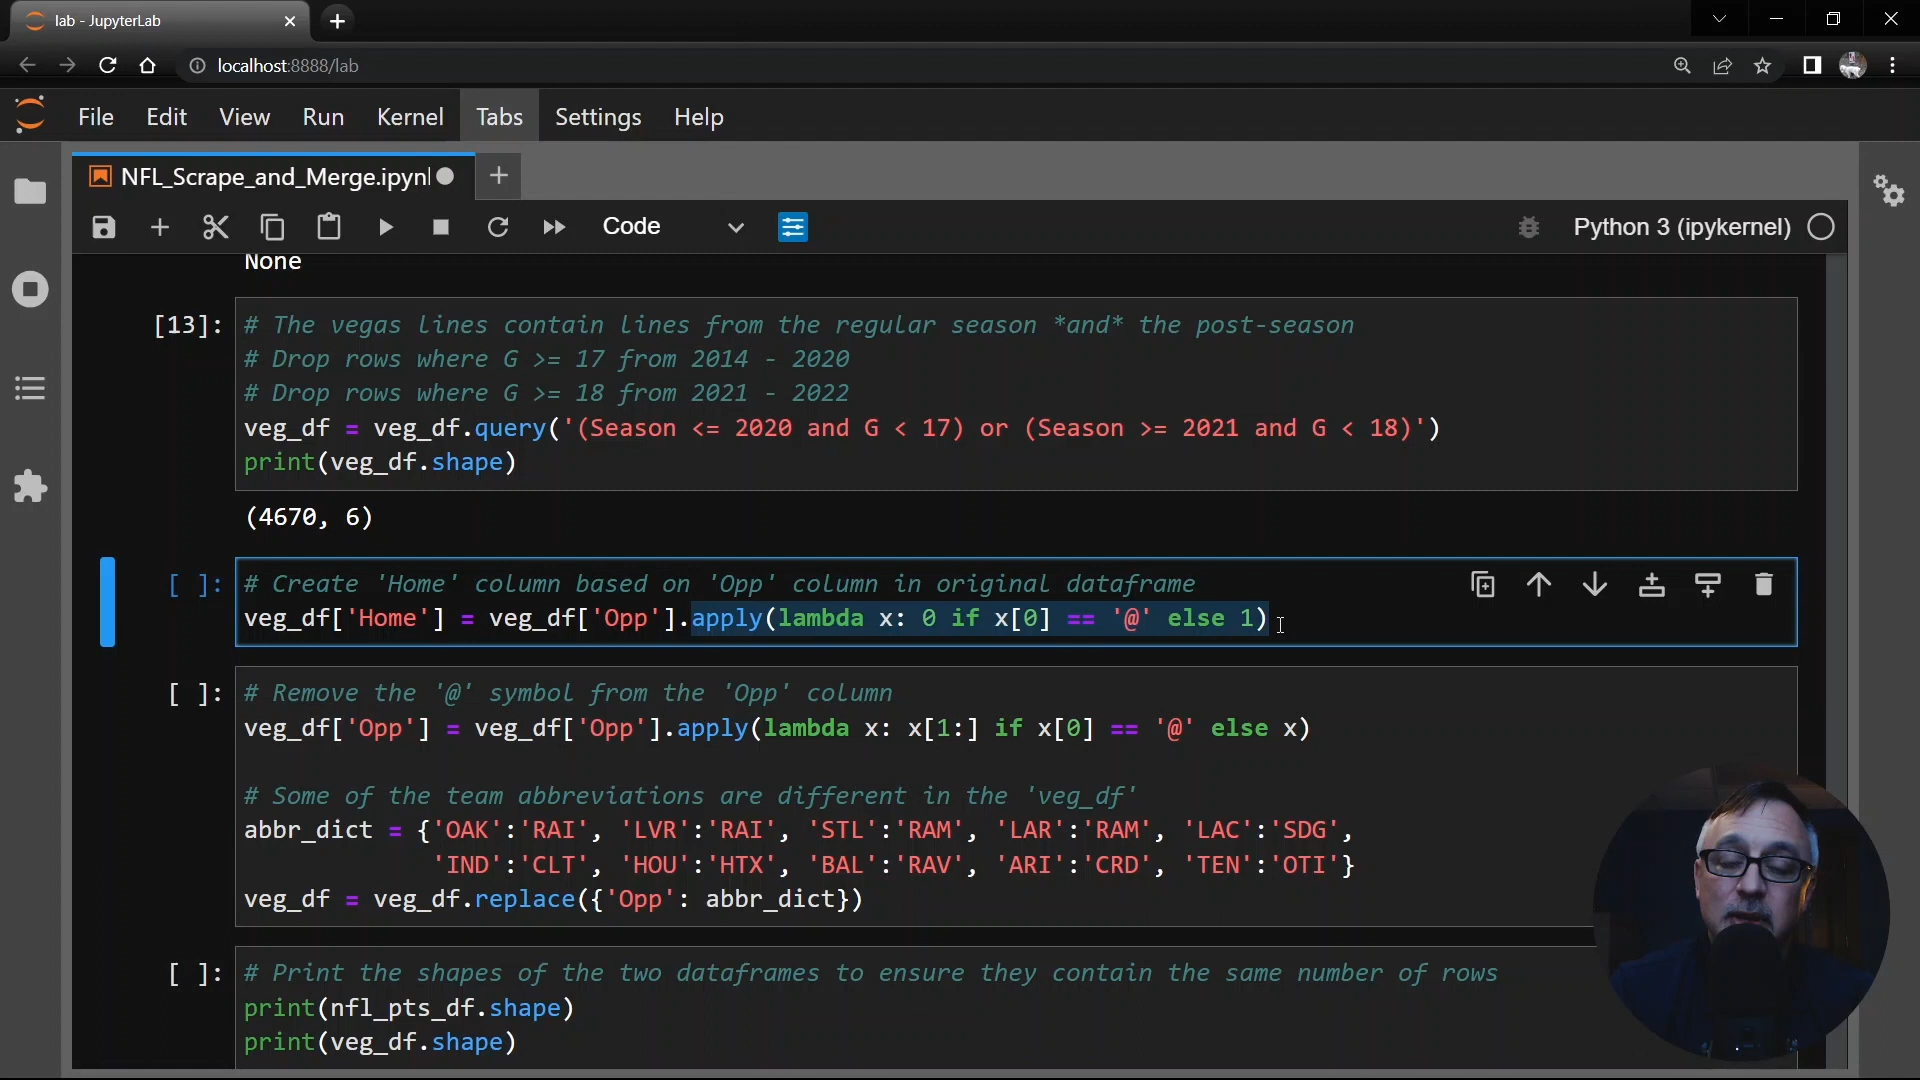 lab - JupyterLab
localhost:8888/lab
File Edit View Run Kernel Tabs Settings Help
NFL_Scrape_and_Merge.ipynl
Code
Python 3 (ipykernel)
None
[13]:
# The vegas lines contain lines from the regular season *and* the post-season
# Drop rows where G >= 17 from 2014 - 2020
# Drop rows where G >= 18 from 2021 - 2022
veg_df = veg_df.query('(Season <= 2020 and G < 17) or (Season >= 2021 and G < 18)')
print(veg_df.shape)
(4670, 6)
[ ]:
# Create 'Home' column based on 'Opp' column in original dataframe
veg_df['Home'] = veg_df['Opp'].apply(lambda x: 0 if x[0] == '@' else 1)
[ ]:
# Remove the '@' symbol from the 'Opp' column
veg_df['Opp'] = veg_df['Opp'].apply(lambda x: x[1:] if x[0] == '@' else x)
# Some of the team abbreviations are different in the 'veg_df'
abbr_dict = {'OAK':'RAI', 'LVR':'RAI', 'STL':'RAM', 'LAR':'RAM', 'LAC':'SDG',
'IND':'CLT', 'HOU':'HTX', 'BAL':'RAV', 'ARI':'CRD', 'TEN':'OTI'}
veg_df = veg_df.replace({'Opp': abbr_dict})
[ ]:
# Print the shapes of the two dataframes to ensure they contain the same number of rows
print(nfl_pts_df.shape)
print(veg_df.shape)